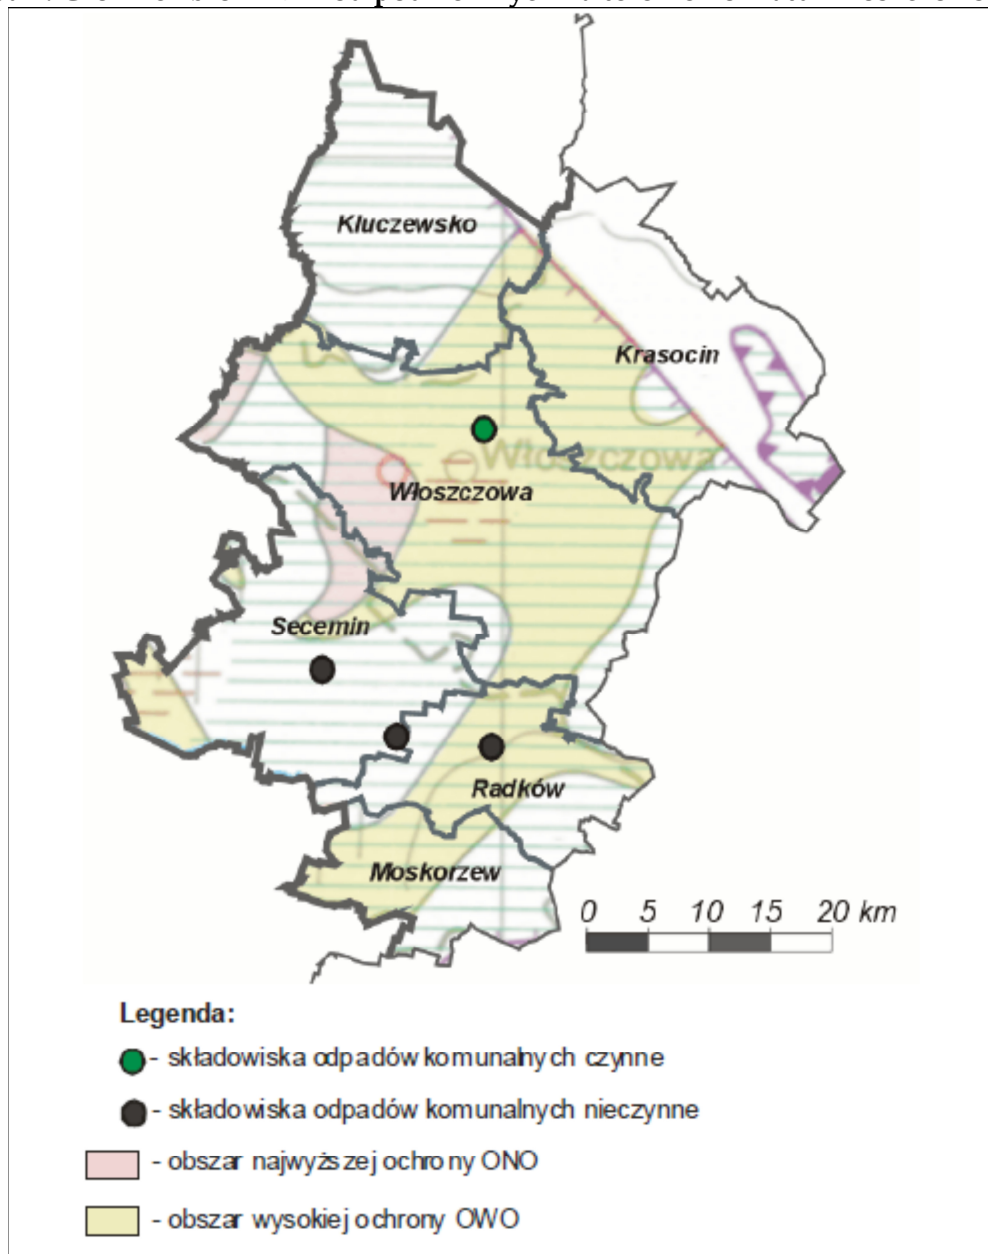 Kluczewsko
Krasocin
Włoszczowa
Włoszczowa
Secemin
Radków
Moskorzew
0 5 10 15 20 km
Legenda:
- składowiska odpadów komunalnych czynne
- składowiska odpadów komunalnych nieczynne
- obszar najwyższej ochrony ONO
- obszar wysokiej ochrony OWO